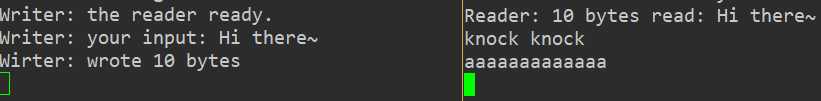 Writer: the reader ready.
Writer: your input: Hi there~
Wirter: wrote 10 bytes
Reader: 10 bytes read: Hi there~
knock knock
aaaaaaaaaaaaa